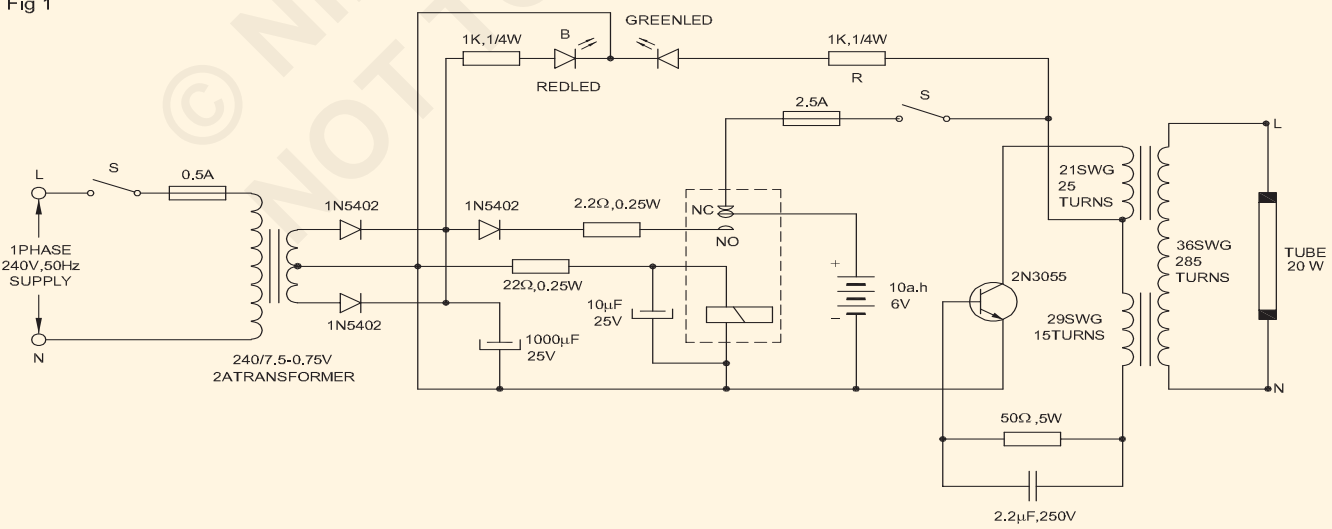 Fig 1
© NI
NOT TO
GREENLED
1K,1/4W
B
1K,1/4W
REDLED
R
2.5A
S
L
S
0.5A
L
21SWG
25
TURNS
1N5402
1N5402
2.2Ω,0.25W
NC
NO
1PHASE
240V,50Hz
SUPPLY
36SWG
285
TURNS
TUBE
20 W
22Ω,0.25W
2N3055
+
10a.h
6V
–
10µF
25V
1N5402
29SWG
15TURNS
1000µF
25V
N
240/7.5-0.75V
2ATRANSFORMER
N
50Ω,5W
2.2µF,250V